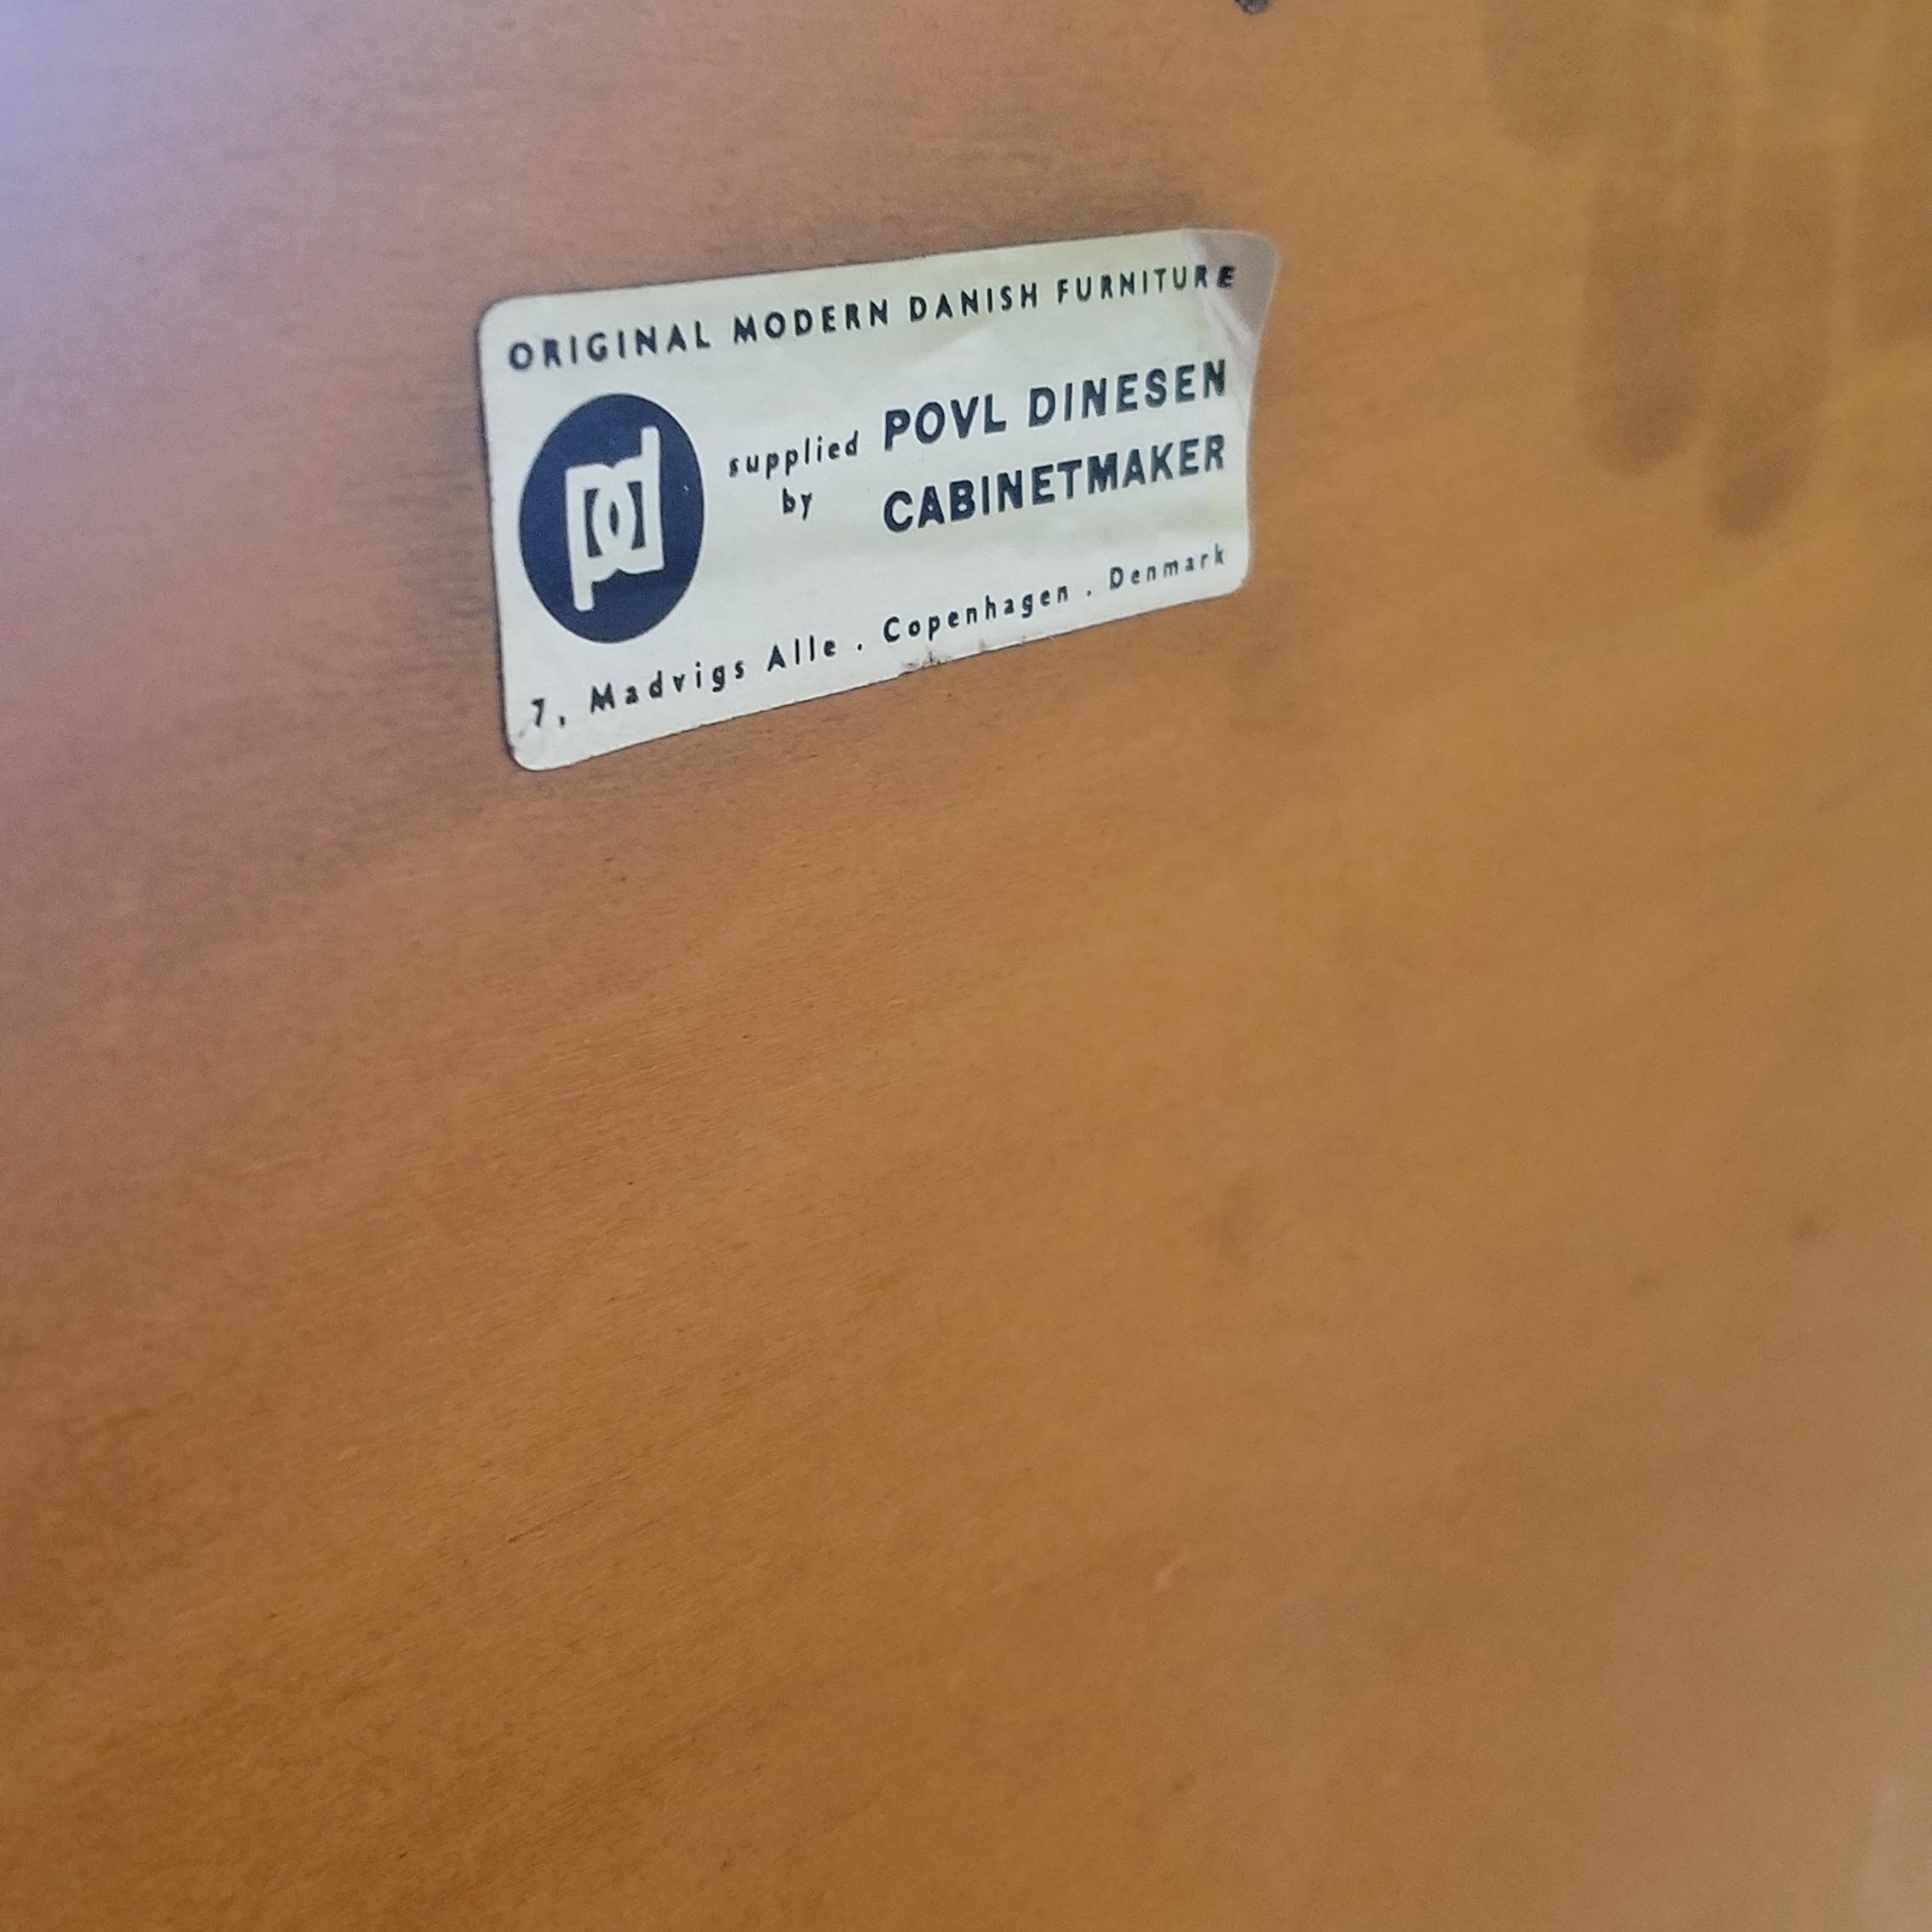 ORIGINAL MODERN DANISH FURNITURE
pd
supplied by
POVL DINESEN
CABINETMAKER
7, Madvigs Alle . Copenhagen . Denmark